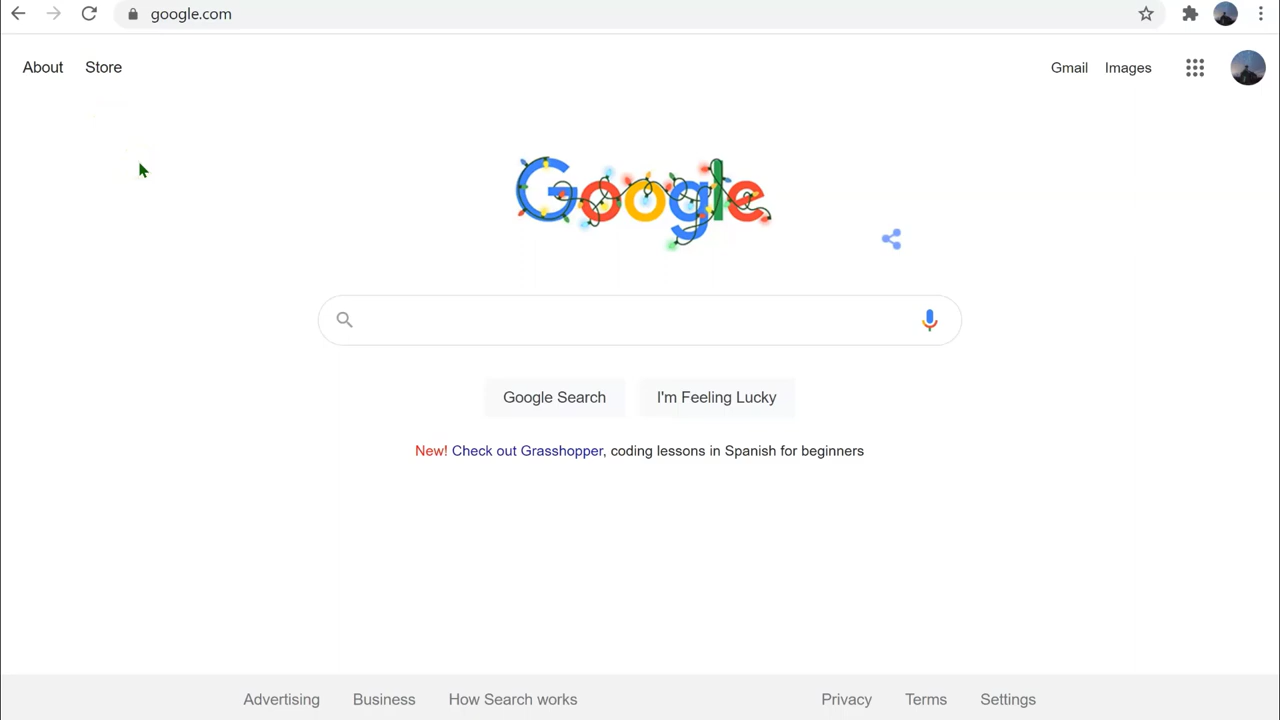 google.com
About Store Gmail Images
Google
Google Search I'm Feeling Lucky
New! Check out Grasshopper, coding lessons in Spanish for beginners
Advertising Business How Search works Privacy Terms Settings